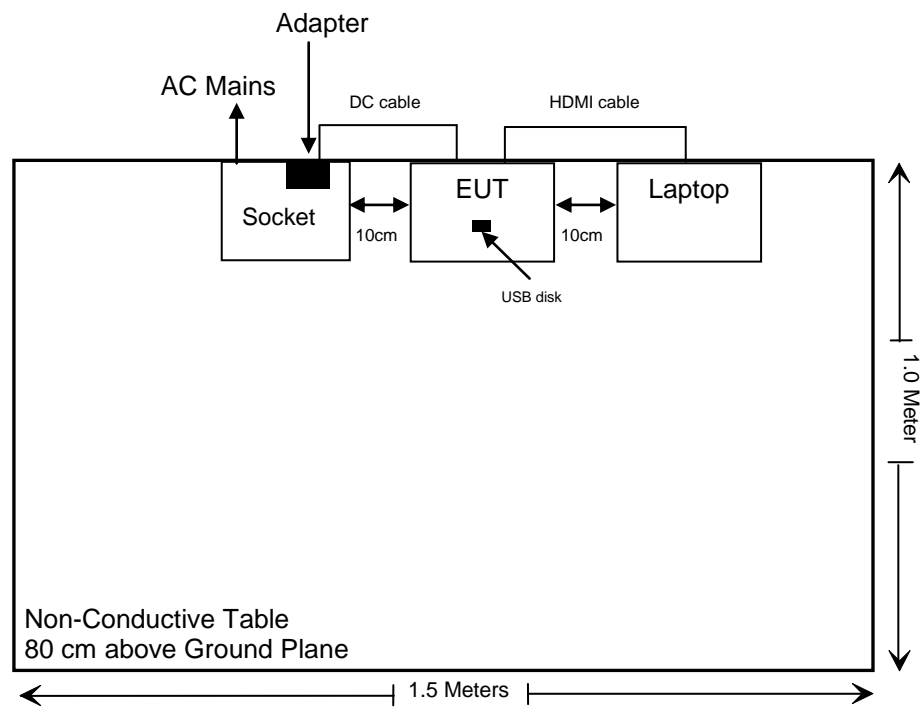 Adapter
AC Mains
DC cable
HDMI cable
Socket
EUT
Laptop
10cm
10cm
USB disk
1.0 Meter
Non-Conductive Table
80 cm above Ground Plane
1.5 Meters